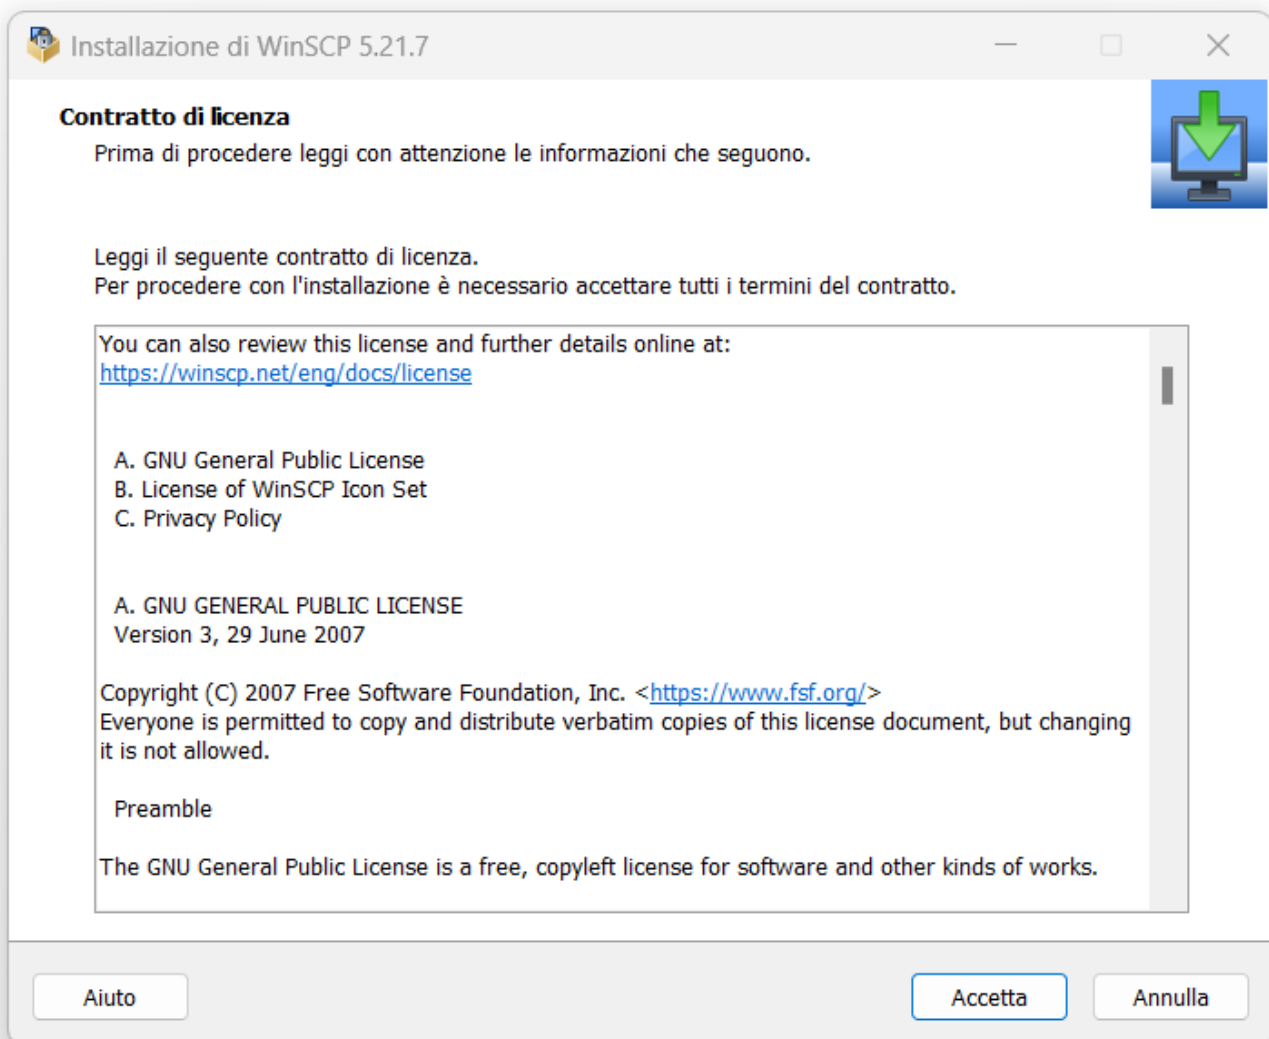 Installazione di WinSCP 5.21.7
Contratto di licenza
Prima di procedere leggi con attenzione le informazioni che seguono.
Leggi il seguente contratto di licenza.
Per procedere con l'installazione è necessario accettare tutti i termini del contratto.
You can also review this license and further details online at:
https://winscp.net/eng/docs/license
A. GNU General Public License
B. License of WinSCP Icon Set
C. Privacy Policy
A. GNU GENERAL PUBLIC LICENSE
Version 3, 29 June 2007
Copyright (C) 2007 Free Software Foundation, Inc. <https://www.fsf.org/>
Everyone is permitted to copy and distribute verbatim copies of this license document, but changing
it is not allowed.
Preamble
The GNU General Public License is a free, copyleft license for software and other kinds of works.
Aiuto
Accetta
Annulla